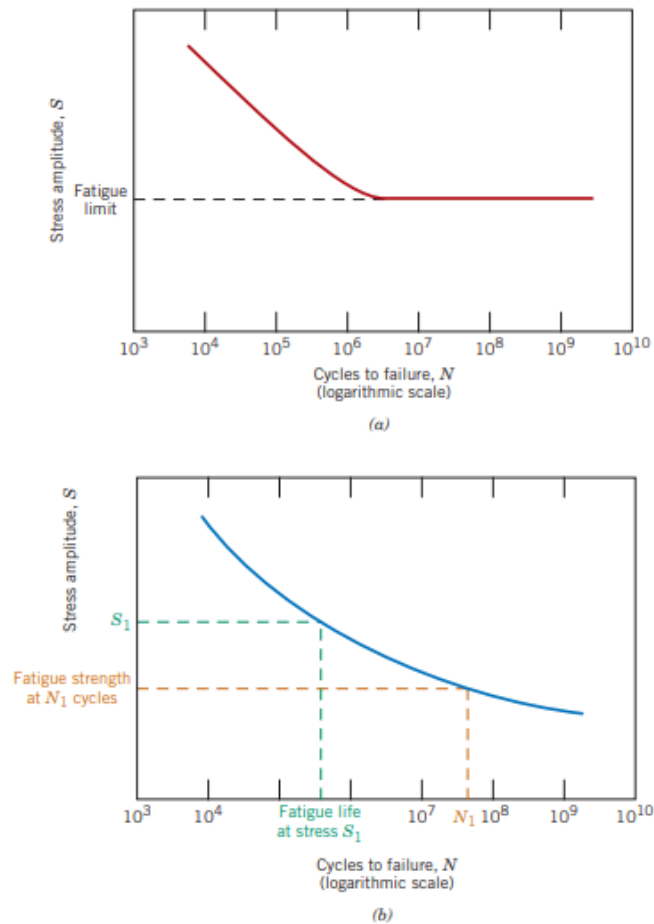 Stress amplitude, S
Fatigue
limit
10³ 10⁴ 10⁵ 10⁶ 10⁷ 10⁸ 10⁹ 10¹⁰
Cycles to failure, N
(logarithmic scale)
(a)
Stress amplitude, S
S₁
Fatigue strength
at N₁ cycles
10³ 10⁴ Fatigue life 10⁷ N₁ 10⁸ 10⁹ 10¹⁰
at stress S₁
Cycles to failure, N
(logarithmic scale)
(b)